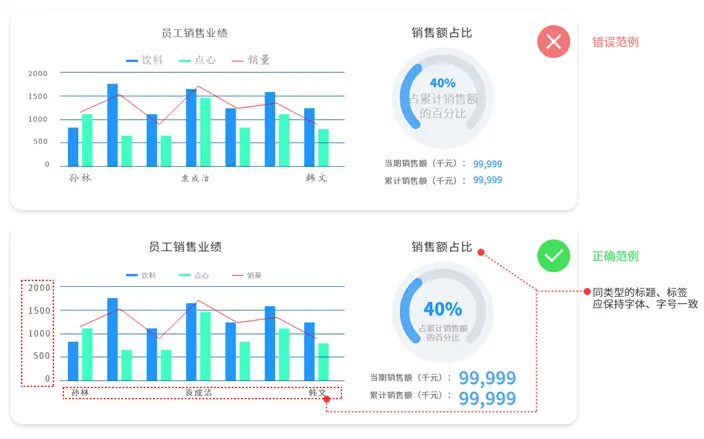 员工销售业绩
饮料 点心 销量
2000
1500
1000
500
0
孙林 袁成洁 韩文
销售额占比
40%
占累计销售额
的百分比
当期销售额（千元）： 99,999
累计销售额（千元）： 99,999
错误范例
员工销售业绩
饮料 点心 销量
2000
1500
1000
500
0
孙林 袁成洁 韩文
销售额占比
40%
占累计销售额
的百分比
当期销售额（千元）： 99,999
累计销售额（千元）： 99,999
正确范例
同类型的标题、标签
应保持字体、字号一致